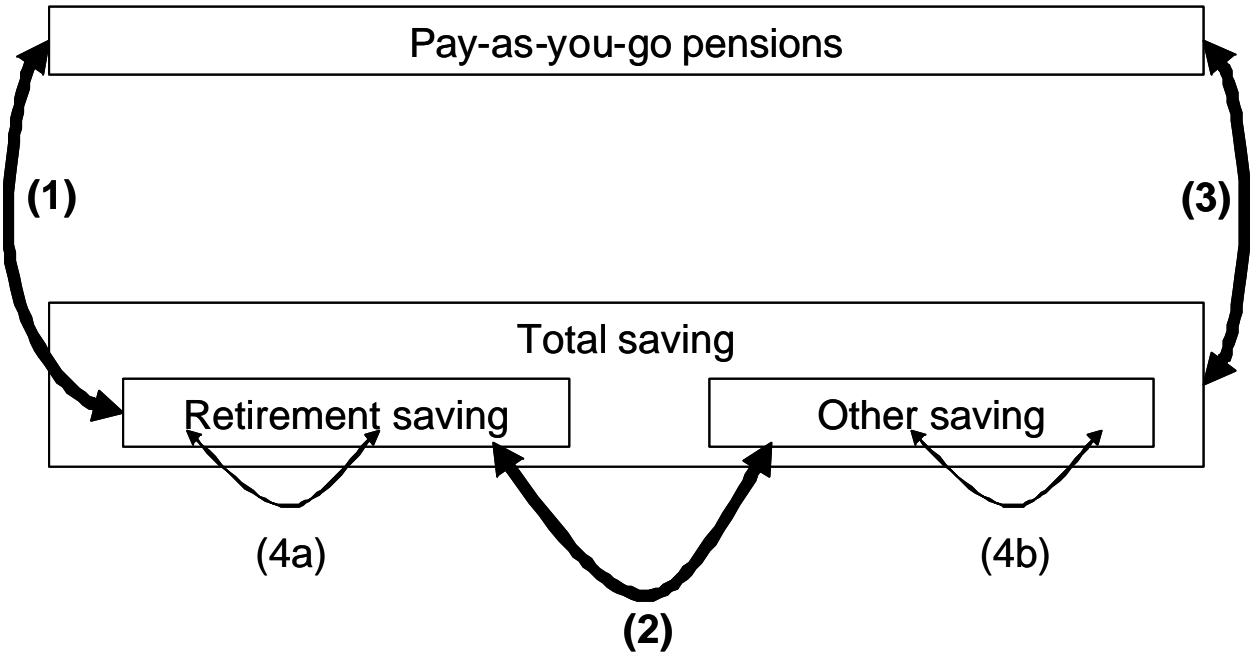 Pay-as-you-go pensions
(1)
(3)
Total saving
Retirement saving
Other saving
(4a)
(4b)
(2)